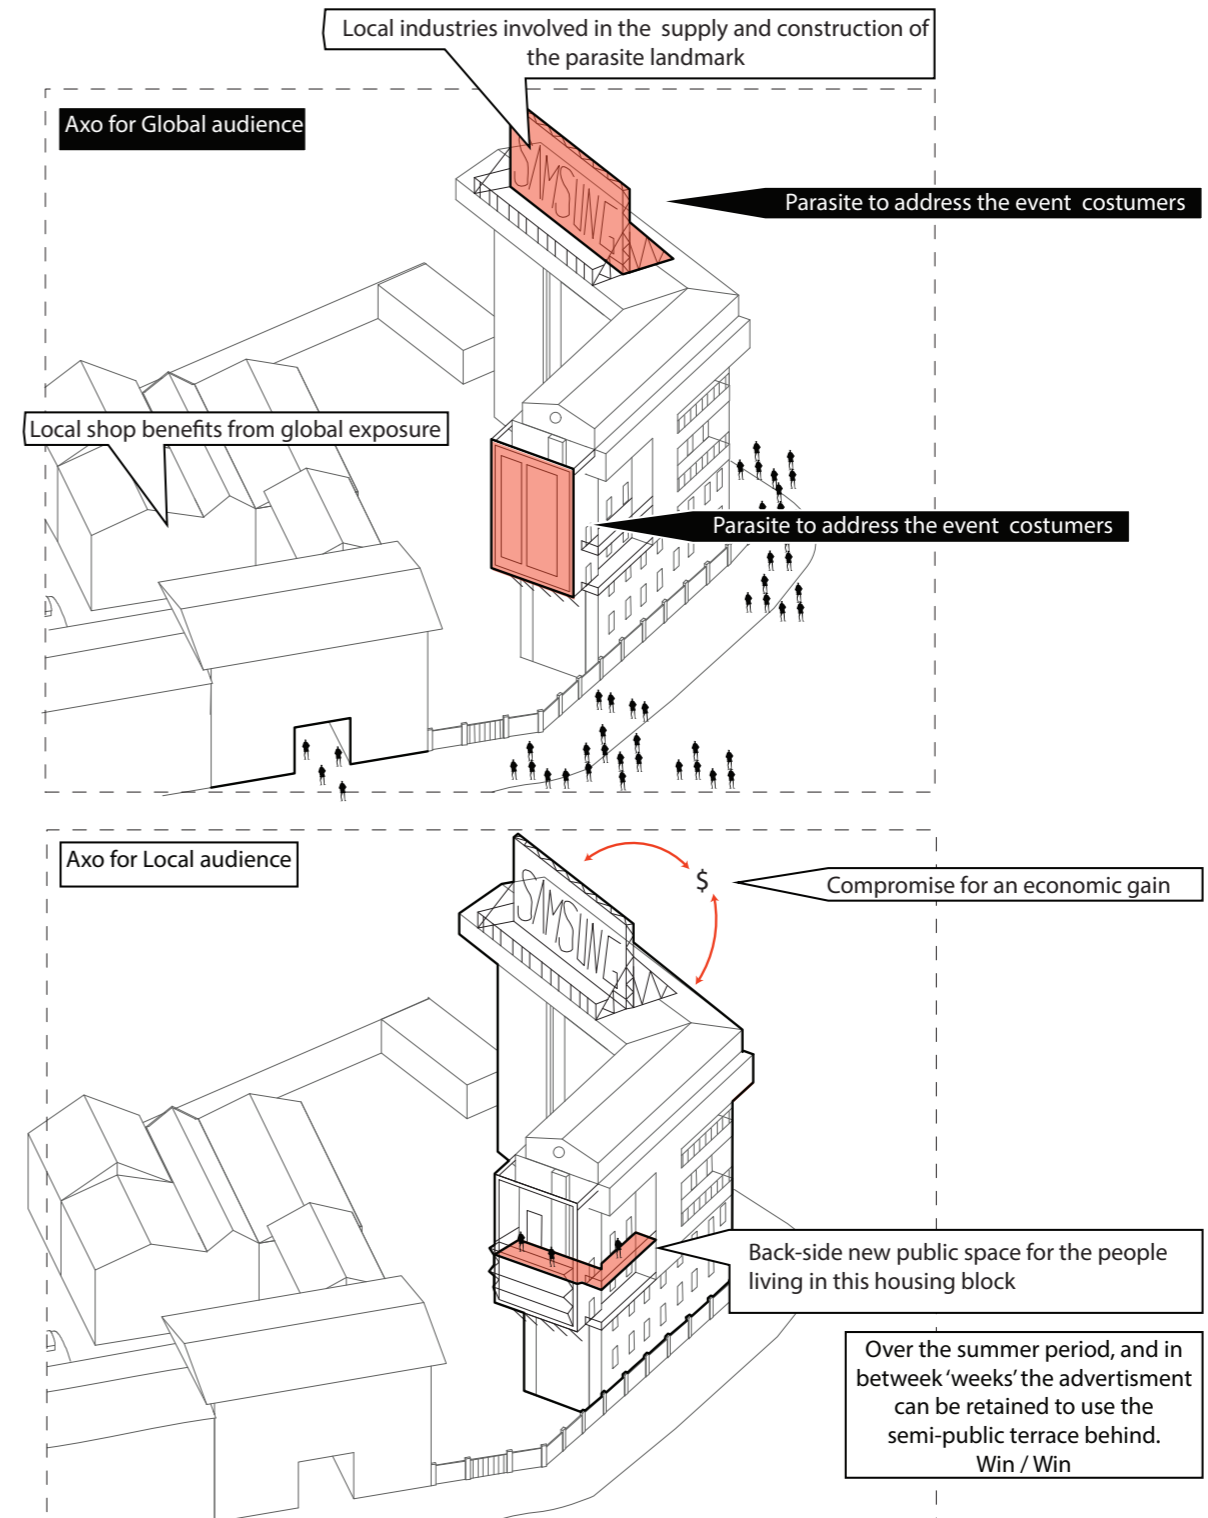 Local industries involved in the supply and construction of
the parasite landmark
Axo for Global audience
SAMSUNG
Parasite to address the event costumers
Local shop benefits from global exposure
Parasite to address the event costumers
Axo for Local audience
$
Compromise for an economic gain
SAMSUNG
Back-side new public space for the people
living in this housing block
Over the summer period, and in
betweek ‘weeks’ the advertisment
can be retained to use the
semi-public terrace behind.
Win / Win